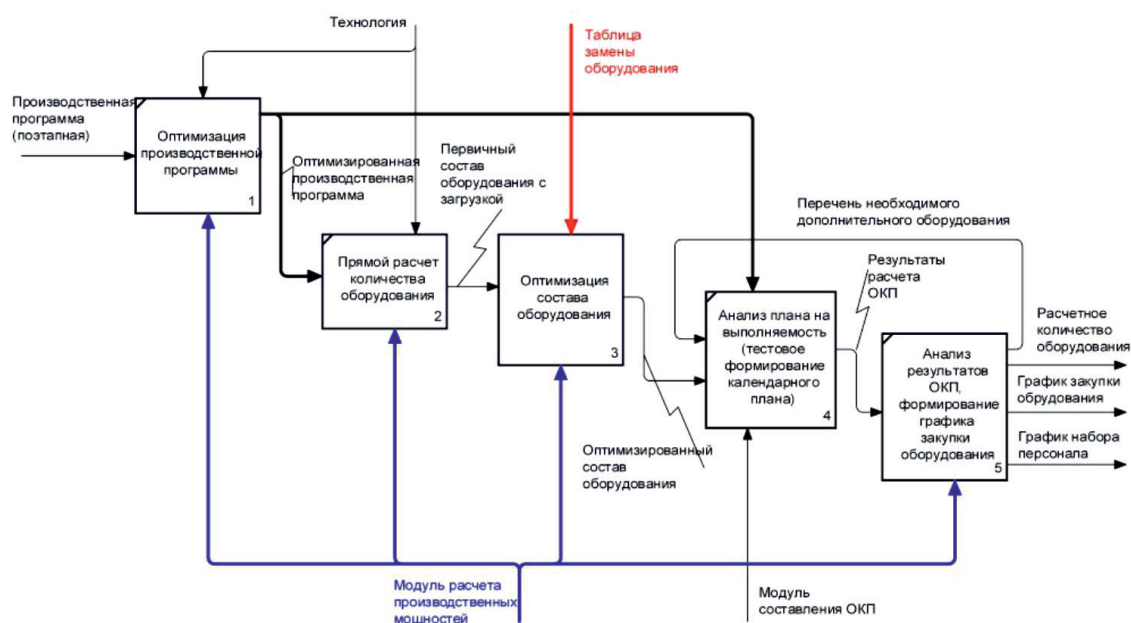 Технология
Таблица
замены
оборудования
Производственная
программа
(поэтапная)
Оптимизация
производственной
программы
1
Оптимизированная
производственная
программа
Первичный
состав
оборудования с
загрузкой
Прямой расчет
количества
оборудования
2
Оптимизация
состава
оборудования
3
Перечень необходимого
дополнительного оборудования
Результаты
расчета
ОКП
Анализ плана на
выполняемость
(тестовое
формирование
календарного
плана)
4
Расчетное
количество
оборудования
Анализ
результатов
ОКП,
формирование
графика
закупки
оборудования
5
График закупки
обрудования
График набора
персонала
Оптимизированный
состав
оборудования
Модуль расчета
производственных
мощностей
Модуль
составления ОКП